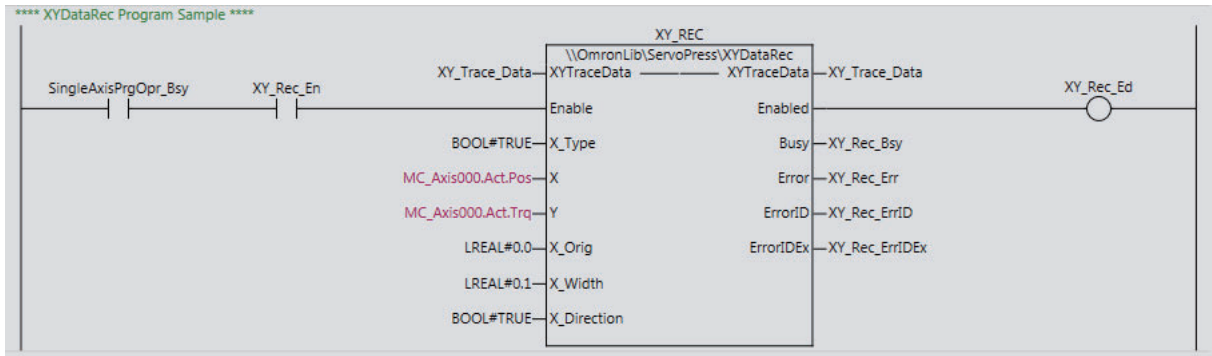 **** XYDataRec Program Sample ****
XY_REC
\\OmronLib\ServoPress\XYDataRec
XY_Trace_Data XYTraceData XYTraceData XY_Trace_Data
SingleAxisPrgOpr_Bsy XY_Rec_En Enable Enabled XY_Rec_Ed
BOOL#TRUE X_Type Busy XY_Rec_Bsy
MC_Axis000.Act.Pos X Error XY_Rec_Err
MC_Axis000.Act.Trq Y ErrorID XY_Rec_ErrID
LREAL#0.0 X_Orig ErrorIDEx XY_Rec_ErrIDEx
LREAL#0.1 X_Width
BOOL#TRUE X_Direction